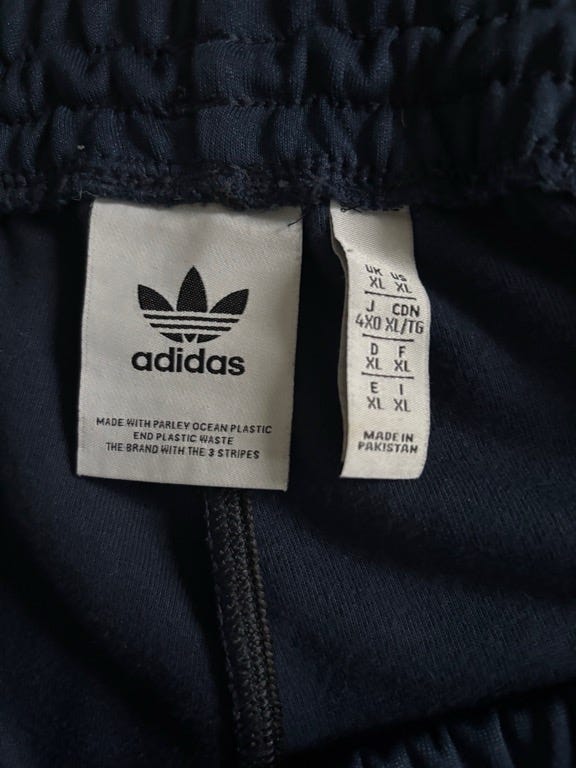 adidas
MADE WITH PARLEY OCEAN PLASTIC
END PLASTIC WASTE
THE BRAND WITH THE 3 STRIPES
UK US
XL XL
J CDN
4XO XL/TG
D F
XL XL
E I
XL XL
MADE IN
PAKISTAN